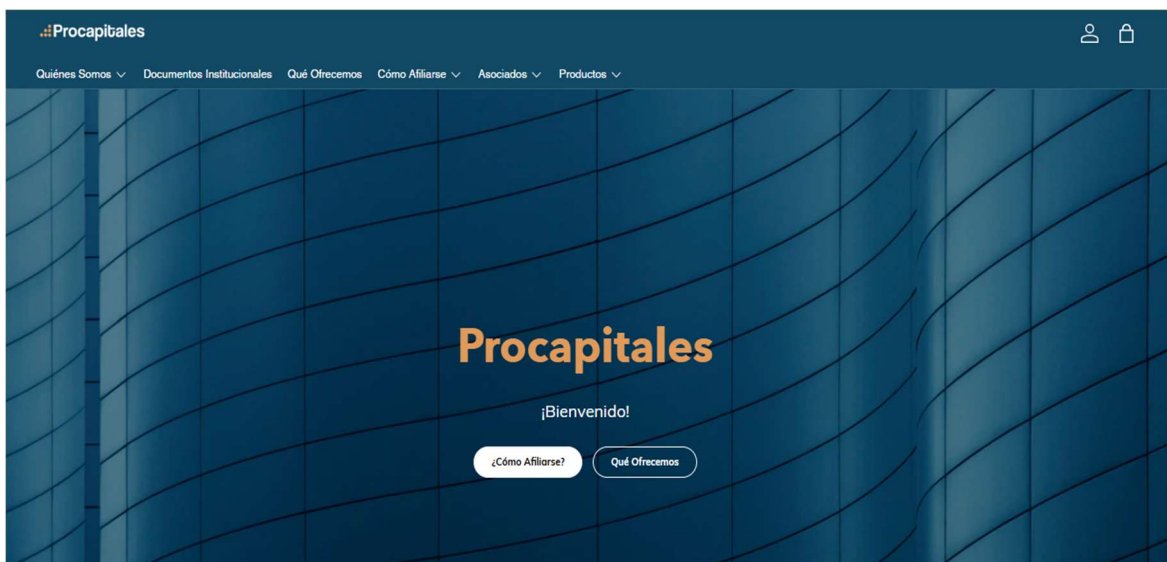 Procapitales
Quiénes Somos Documentos Institucionales Qué Ofrecemos Cómo Afiliarse Asociados Productos
Procapitales
¡Bienvenido!
¿Cómo Afiliarse? Qué Ofrecemos